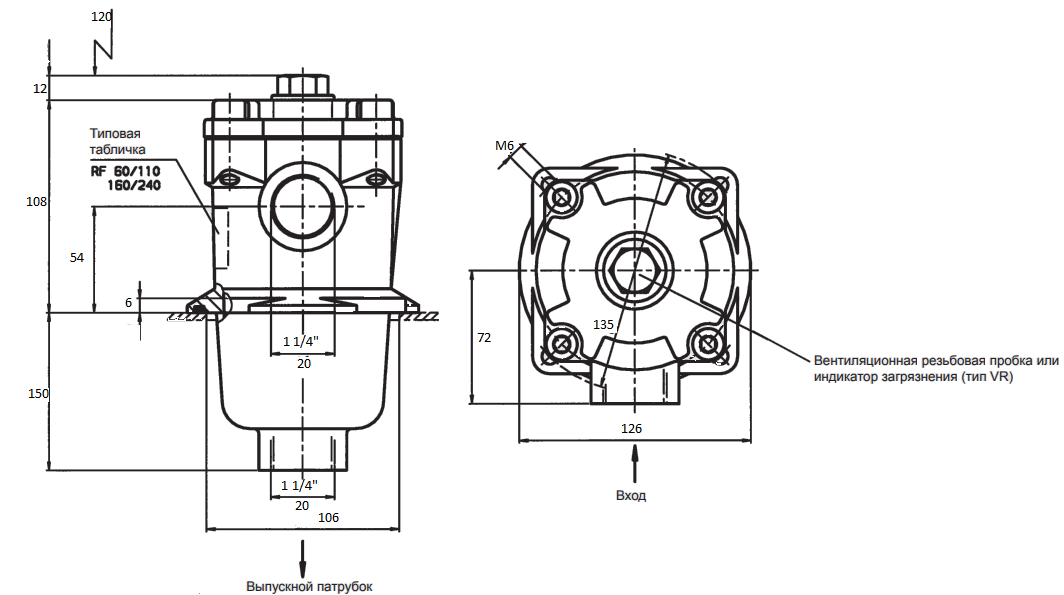 120
12
Типовая
табличка
RF 60/110
160/240
108
54
6
1 1/4"
20
150
1 1/4"
20
106
Выпускной патрубок
M6
135
72
Вентиляционная резьбовая пробка или
индикатор загрязнения (тип VR)
126
Вход